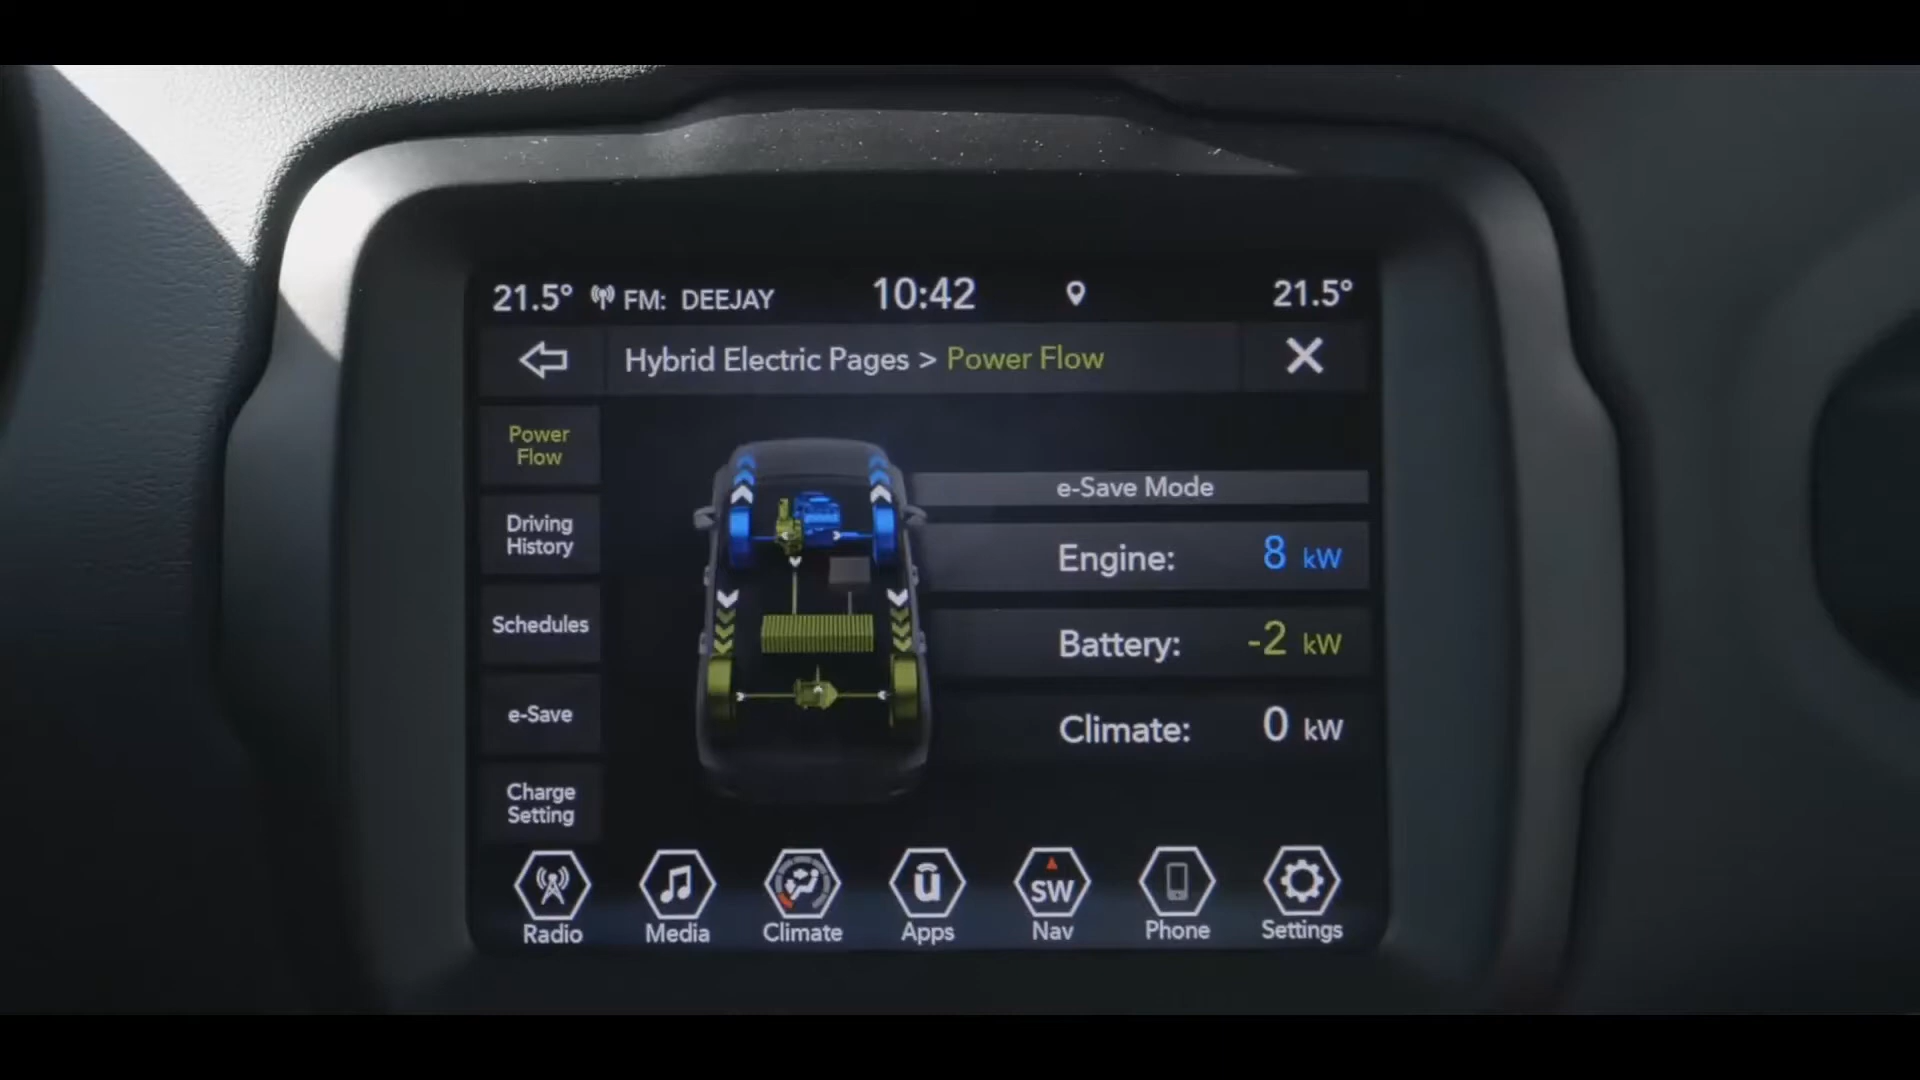 21.5° FM: DEEJAY 10:42 21.5°
Hybrid Electric Pages > Power Flow
Power
Flow
Driving
History
Schedules
e-Save
Charge
Setting
e-Save Mode
Engine: 8 kW
Battery: -2 kW
Climate: 0 kW
ū
SW
Radio Media Climate Apps Nav Phone Settings